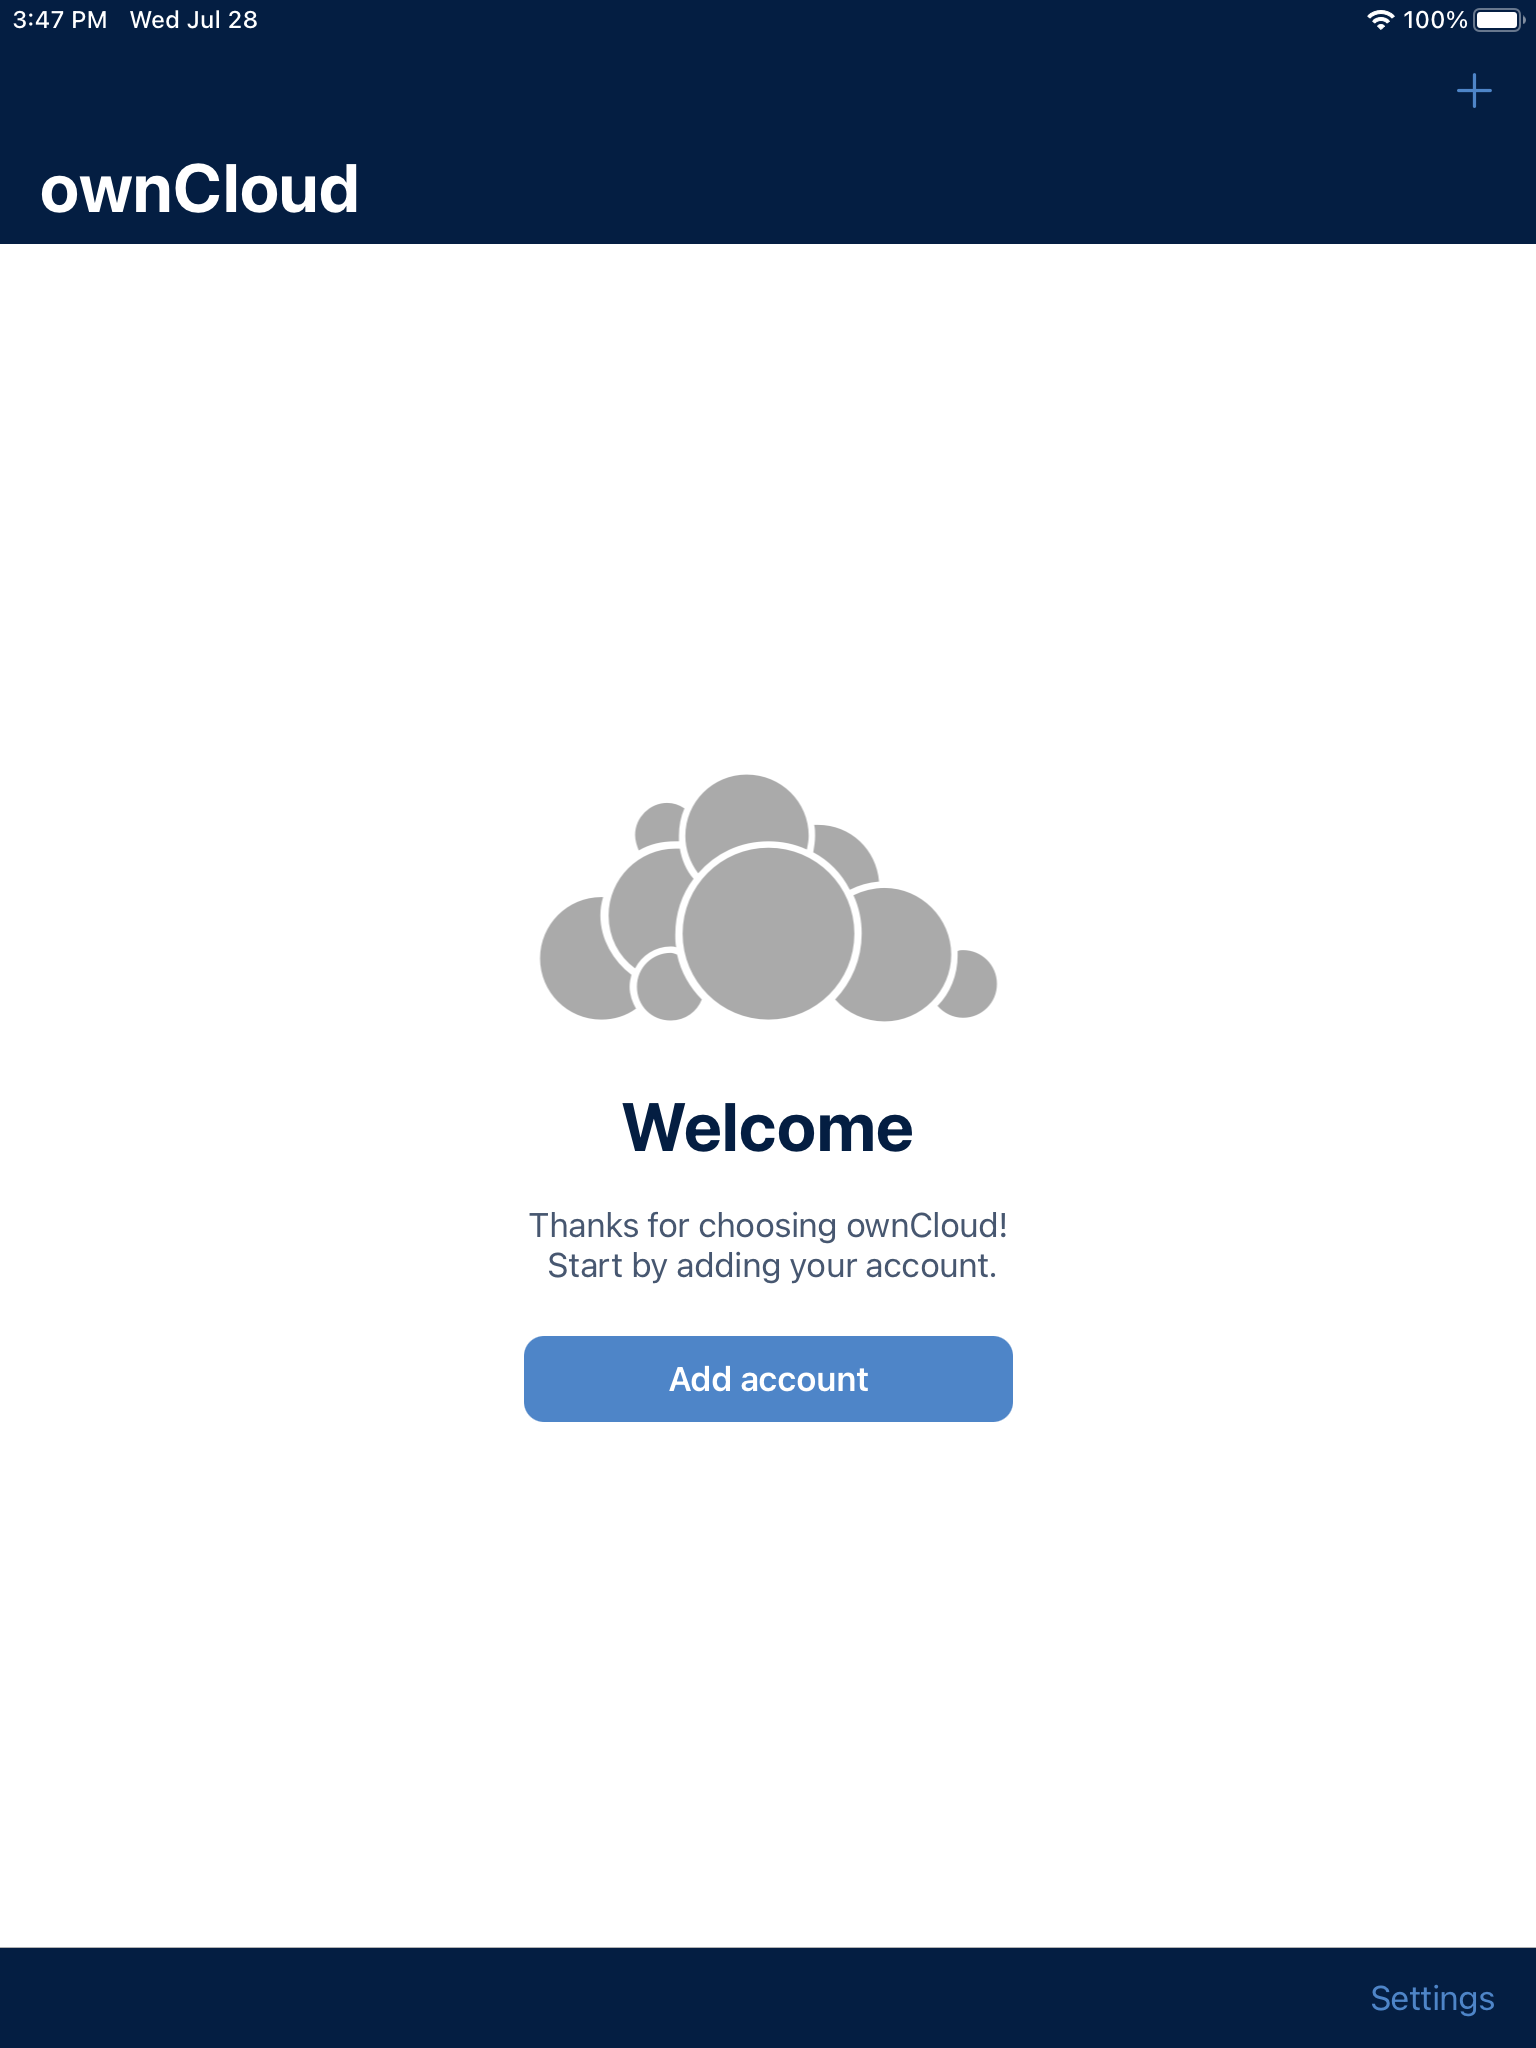 3:47 PM Wed Jul 28 100%
ownCloud
Welcome
Thanks for choosing ownCloud!
Start by adding your account.
Add account
Settings